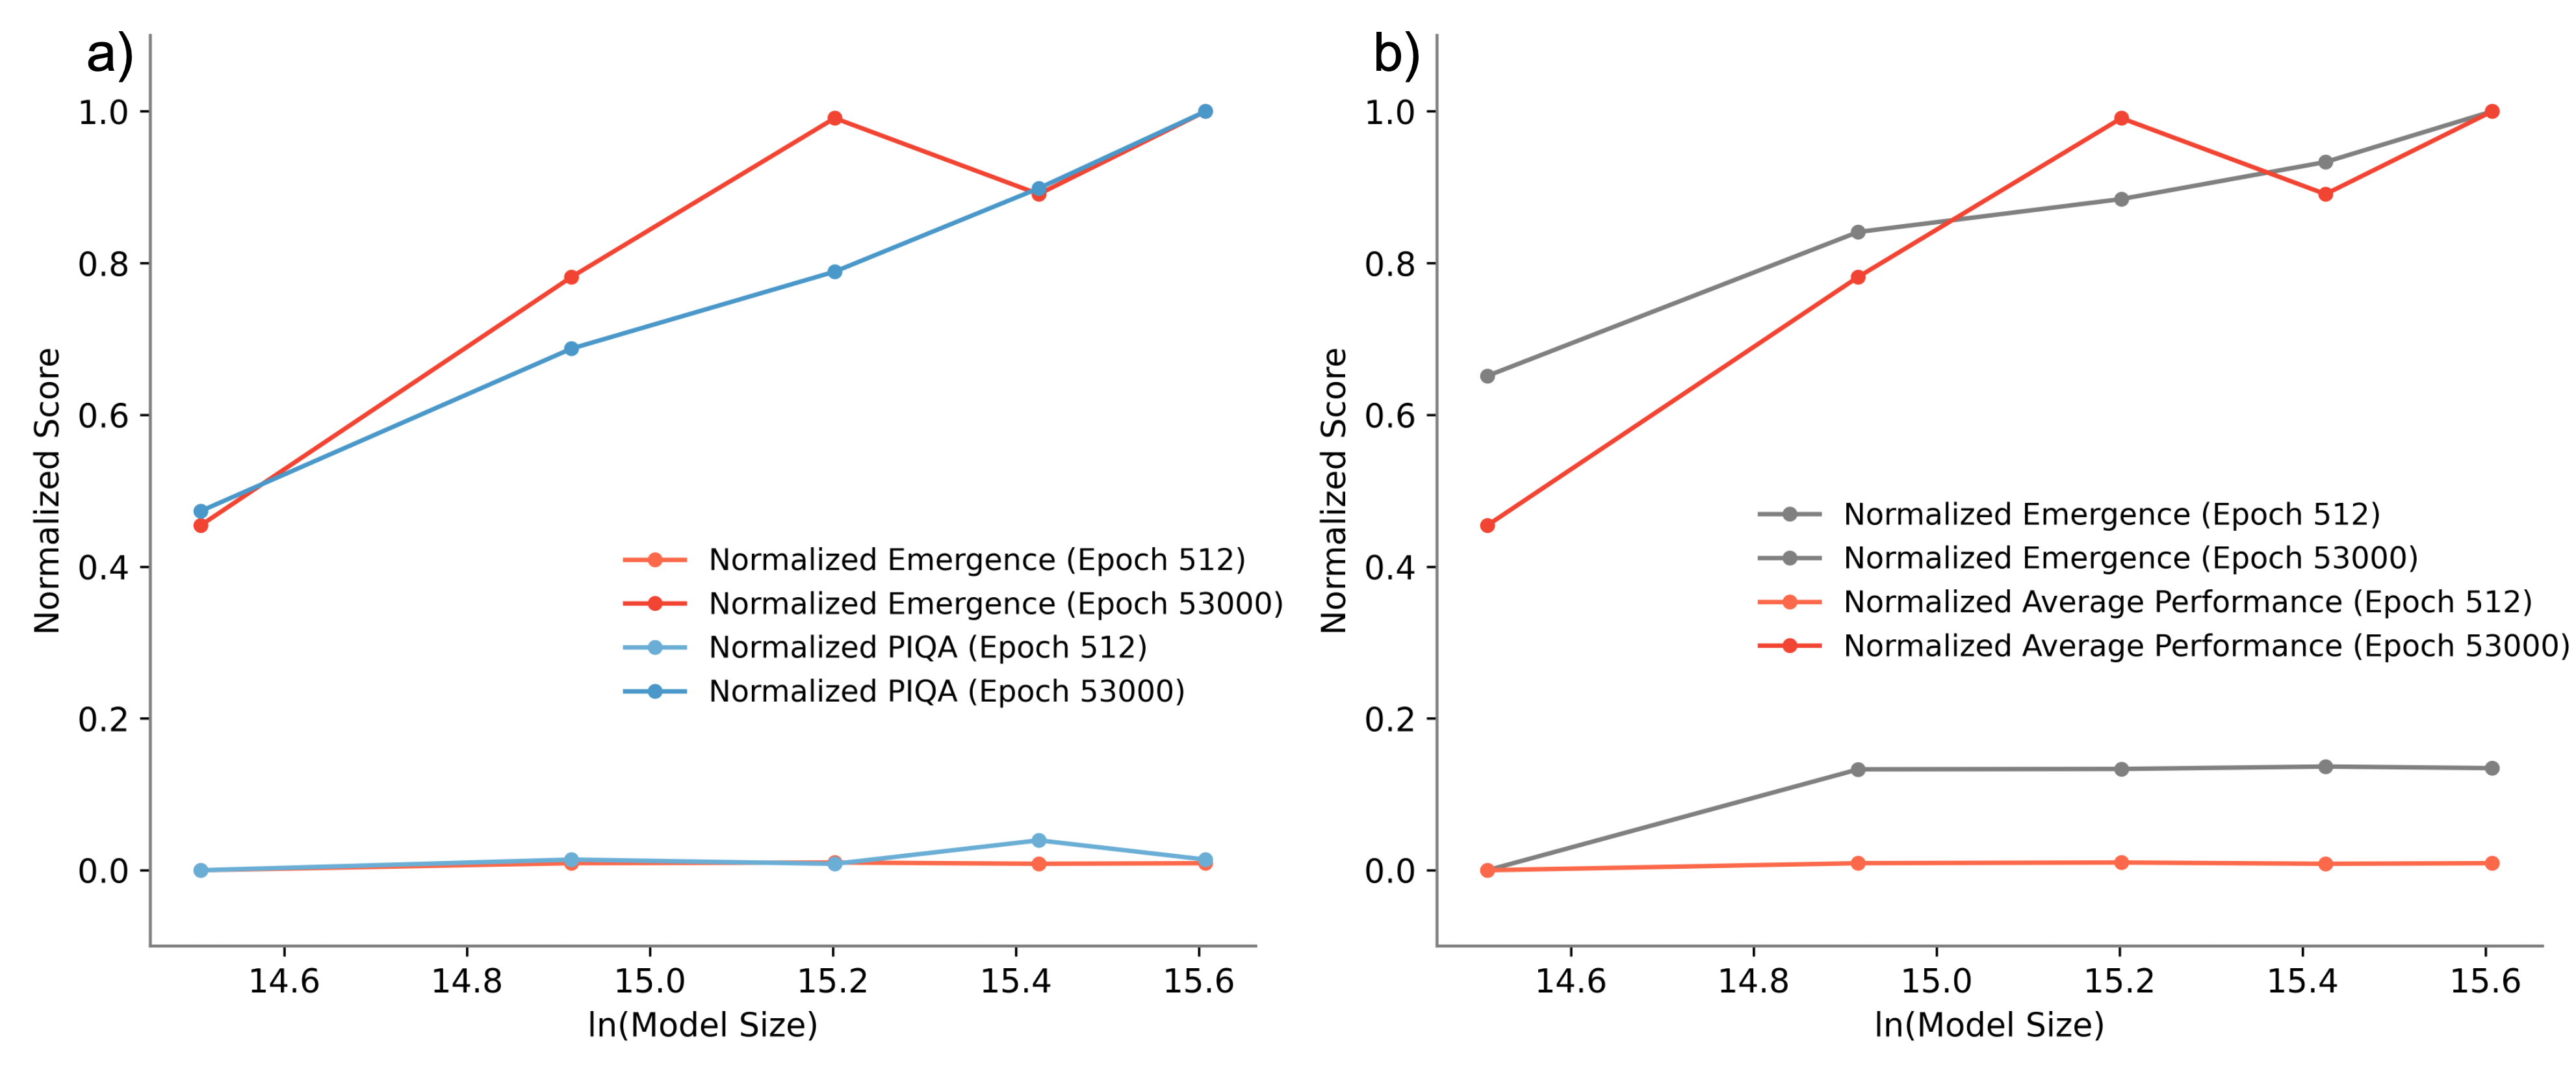 a)
Normalized Score
1.0
0.8
0.6
0.4
0.2
0.0
Normalized Emergence (Epoch 512)
Normalized Emergence (Epoch 53000)
Normalized PIQA (Epoch 512)
Normalized PIQA (Epoch 53000)
14.6 14.8 15.0 15.2 15.4 15.6
ln(Model Size)
b)
Normalized Score
1.0
0.8
0.6
0.4
0.2
0.0
Normalized Emergence (Epoch 512)
Normalized Emergence (Epoch 53000)
Normalized Average Performance (Epoch 512)
Normalized Average Performance (Epoch 53000)
14.6 14.8 15.0 15.2 15.4 15.6
ln(Model Size)